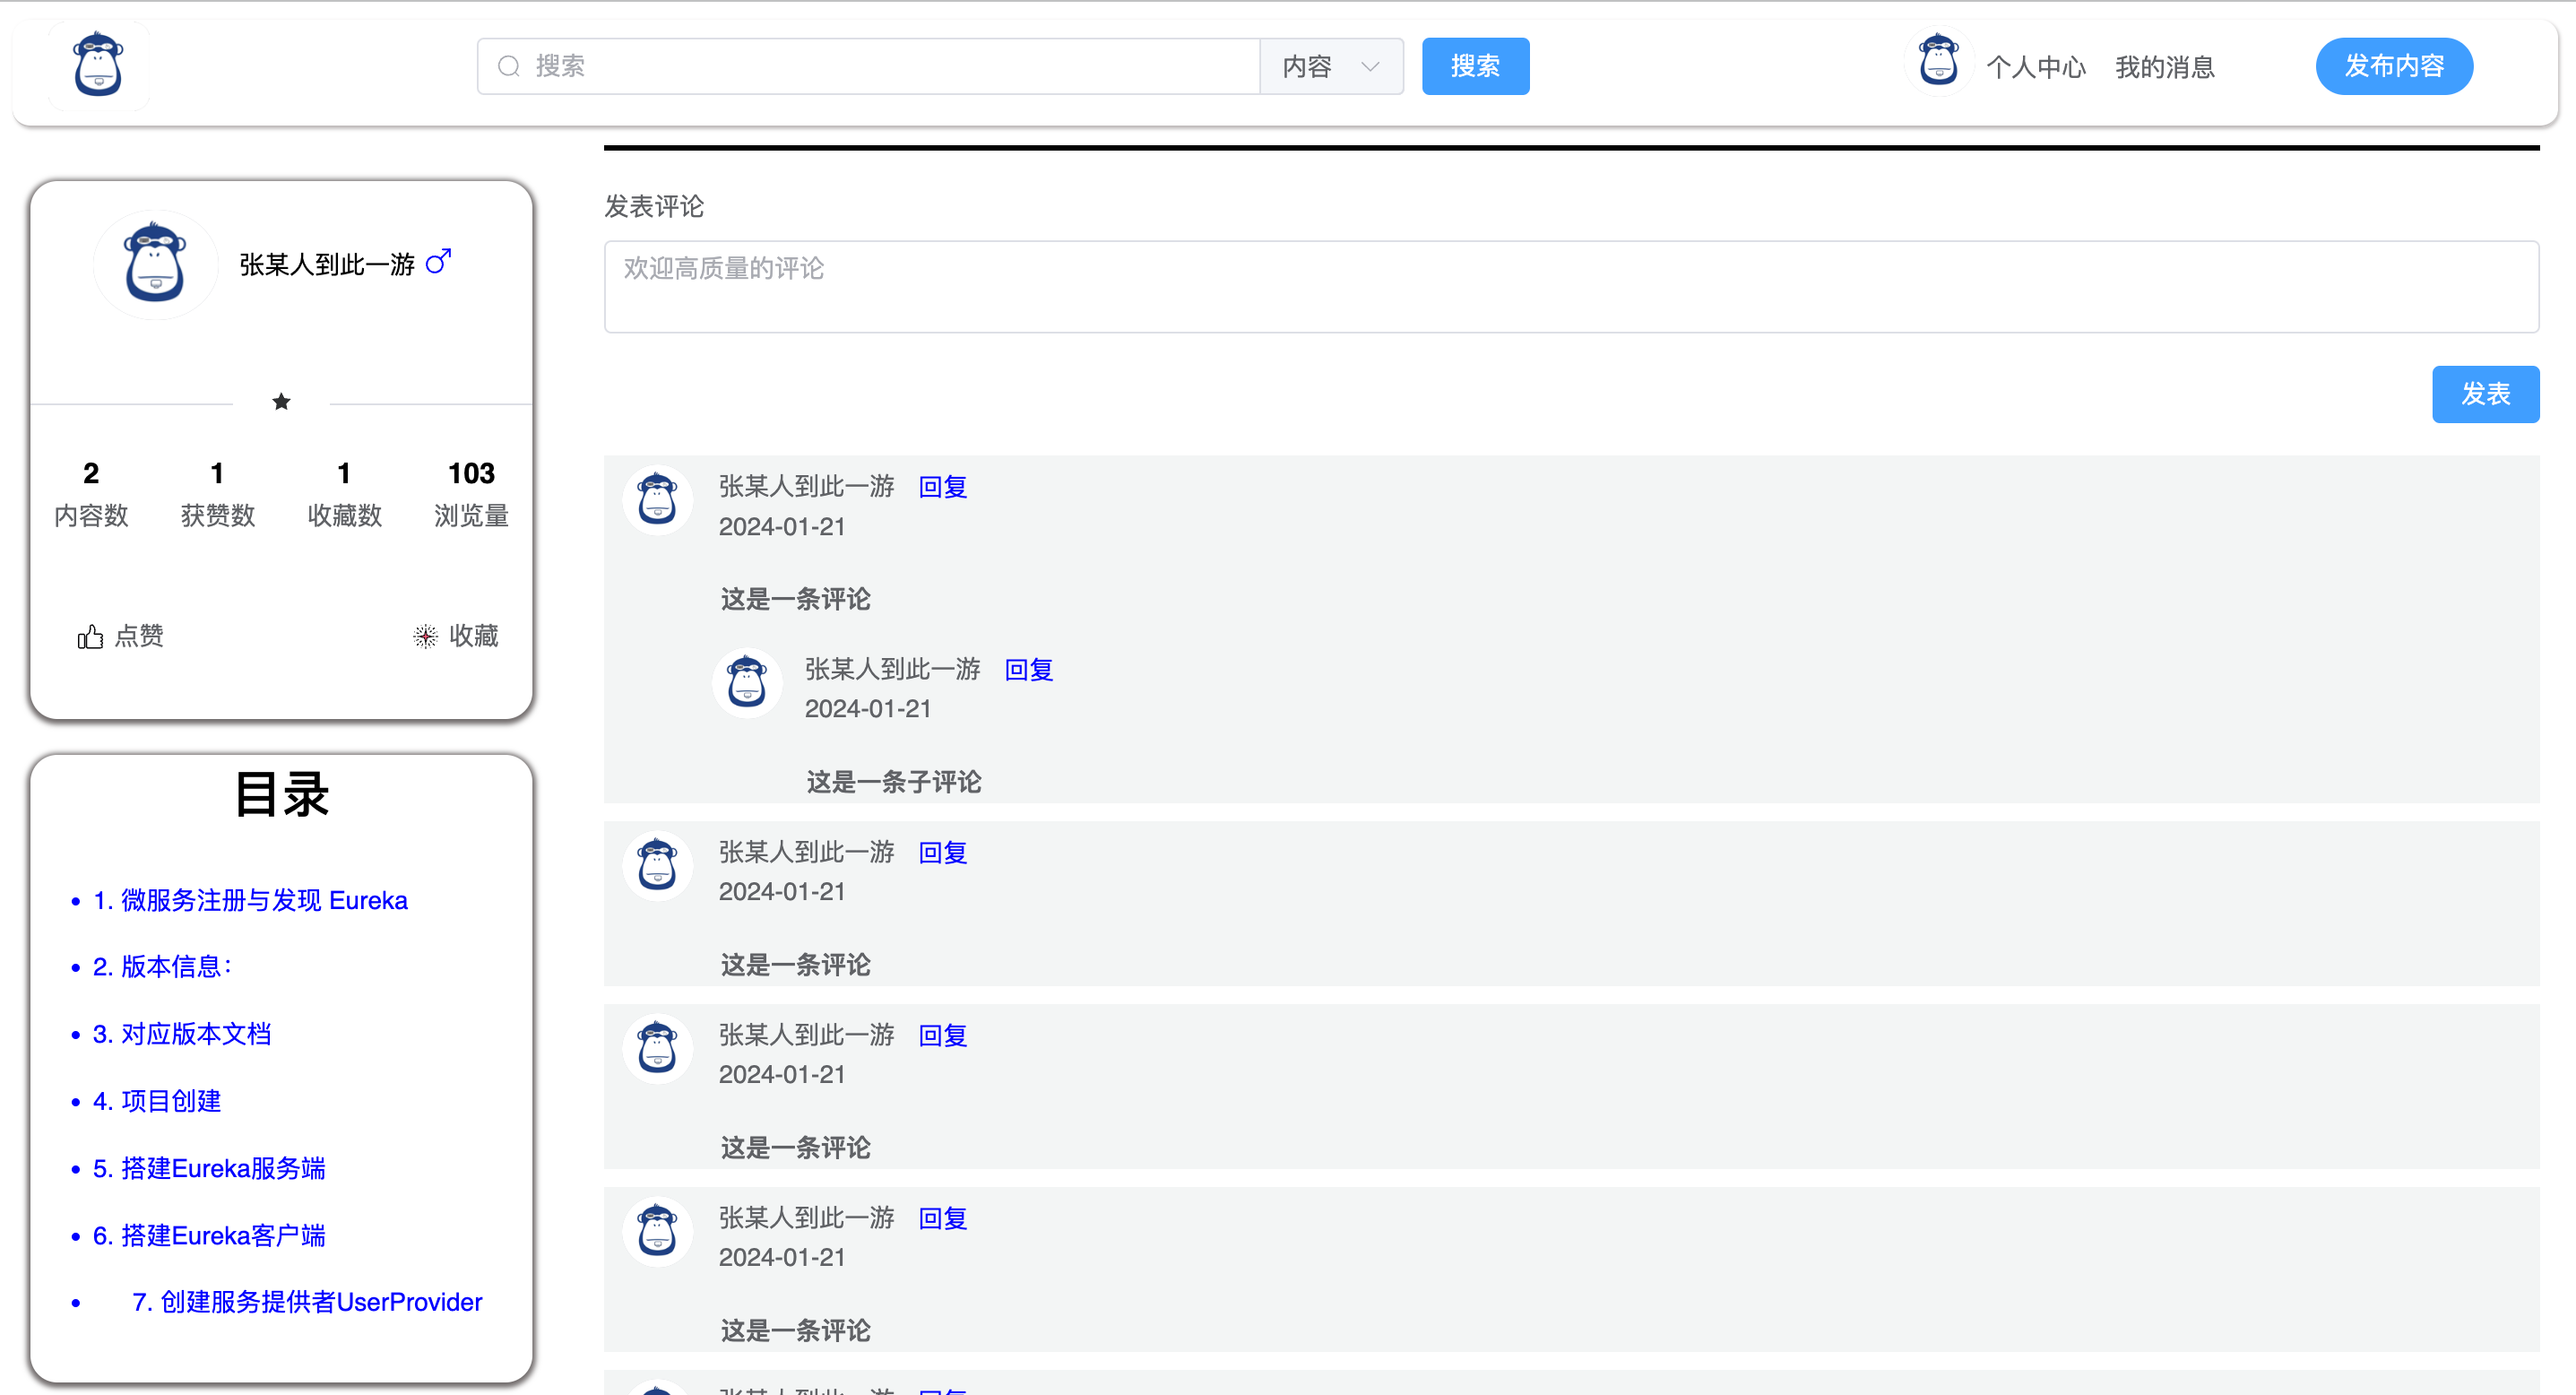 搜索 内容 搜索 个人中心 我的消息 发布内容
张某人到此一游
2 1 1 103
内容数 获赞数 收藏数 浏览量
点赞 收藏
目录
1. 微服务注册与发现 Eureka
2. 版本信息：
3. 对应版本文档
4. 项目创建
5. 搭建Eureka服务端
6. 搭建Eureka客户端
7. 创建服务提供者UserProvider
发表评论
欢迎高质量的评论
发表
张某人到此一游 回复
2024-01-21
这是一条评论
张某人到此一游 回复
2024-01-21
这是一条子评论
张某人到此一游 回复
2024-01-21
这是一条评论
张某人到此一游 回复
2024-01-21
这是一条评论
张某人到此一游 回复
2024-01-21
这是一条评论